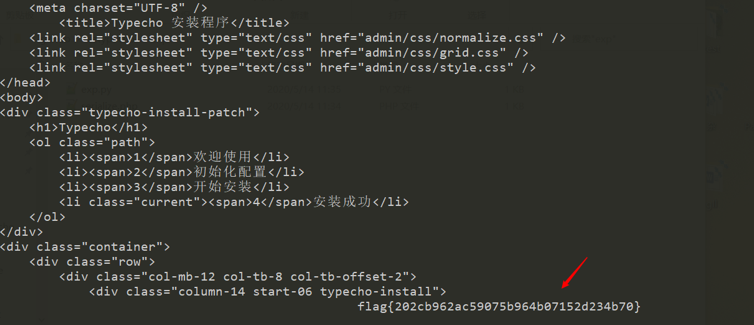 <meta charset="UTF-8" />
<title>Typecho 安装程序</title>
<link rel="stylesheet" type="text/css" href="admin/css/normalize.css" />
<link rel="stylesheet" type="text/css" href="admin/css/grid.css" />
<link rel="stylesheet" type="text/css" href="admin/css/style.css" />
</head>
<body>
<div class="typecho-install-patch">
<h1>Typecho</h1>
<ol class="path">
<li><span>1</span>欢迎使用</li>
<li><span>2</span>初始化配置</li>
<li><span>3</span>开始安装</li>
<li class="current"><span>4</span>安装成功</li>
</ol>
</div>
<div class="container">
<div class="row">
<div class="col-mb-12 col-tb-8 col-tb-offset-2">
<div class="column-14 start-06 typecho-install">
flag{202cb962ac59075b964b07152d234b70}